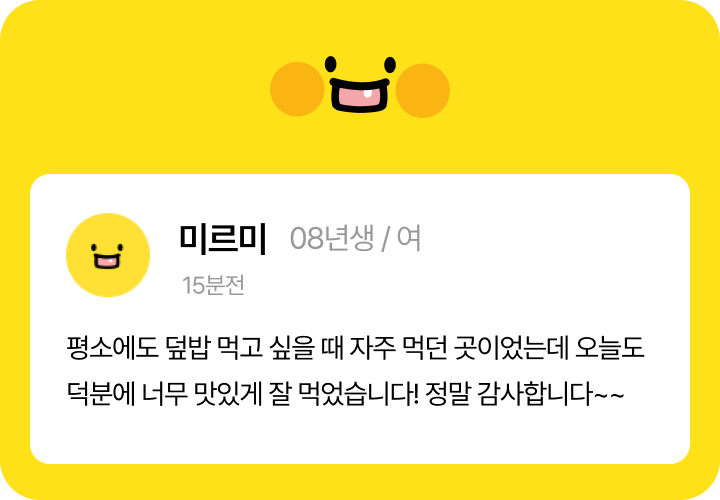 미르미 08년생 / 여
15분전
평소에도 덮밥 먹고 싶을 때 자주 먹던 곳이었는데 오늘도
덕분에 너무 맛있게 잘 먹었습니다! 정말 감사합니다~~